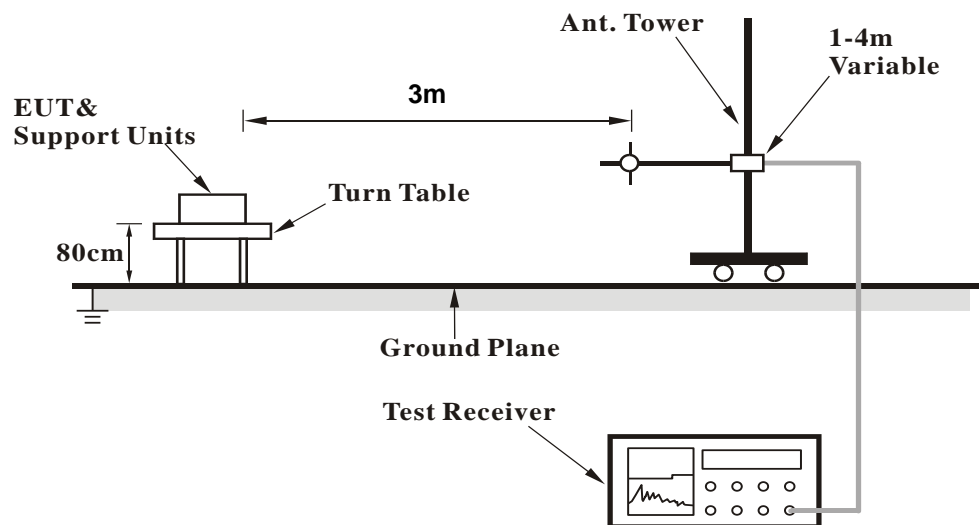 Ant. Tower
1-4m
Variable
3m
EUT&
Support Units
Turn Table
80cm
Ground Plane
Test Receiver